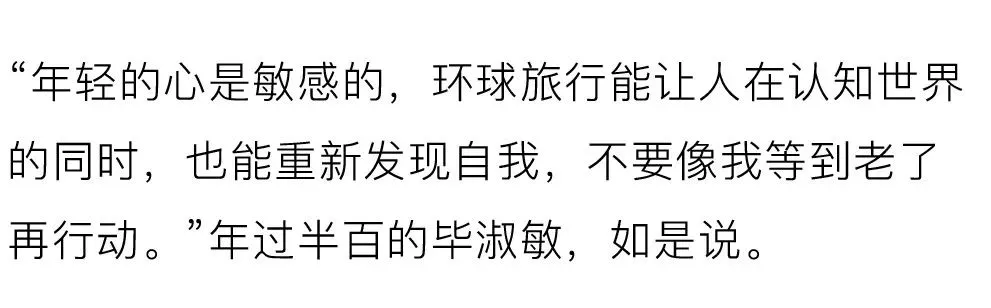 “年轻的心是敏感的，环球旅行能让人在认知世界
的同时，也能重新发现自我，不要像我等到老了
再行动。”年过半百的毕淑敏，如是说。